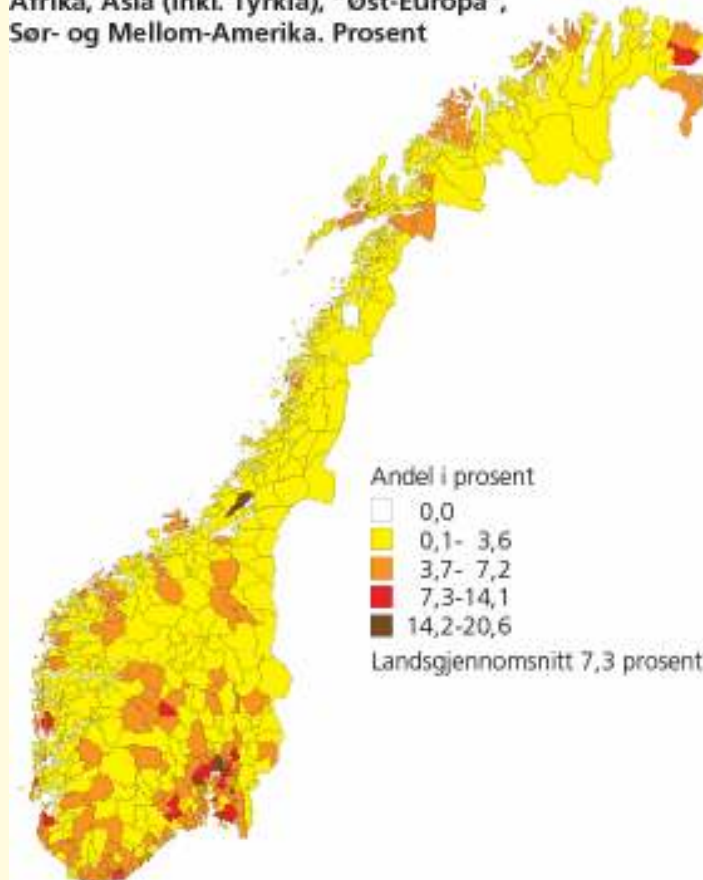 Afrika, Asia (inkl. Tyrkia), "Øst-Europa",
Sør- og Mellom-Amerika. Prosent
Andel i prosent
0,0
0,1- 3,6
3,7- 7,2
7,3-14,1
14,2-20,6
Landsgjennomsnitt 7,3 prosent